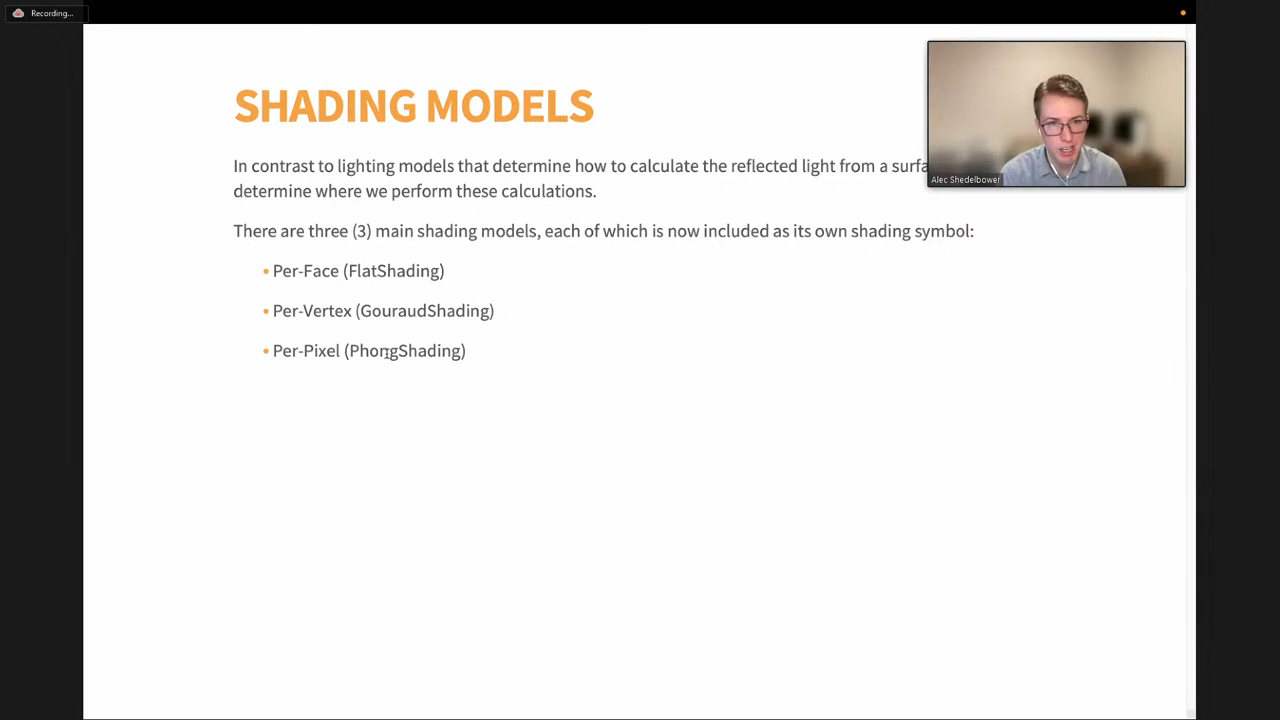 Recording...
SHADING MODELS
In contrast to lighting models that determine how to calculate the reflected light from a
determine where we perform these calculations.
There are three (3) main shading models, each of which is now included as its own shading symbol:
• Per-Face (FlatShading)
• Per-Vertex (GouraudShading)
• Per-Pixel (PhongShading)
Alec Shedelbower